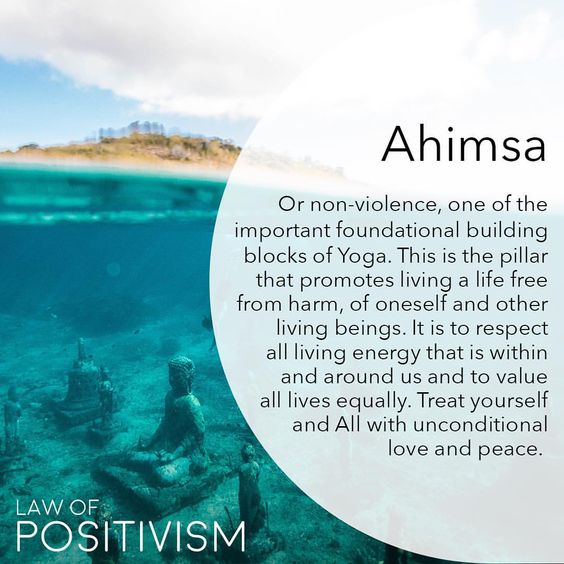 Ahimsa
Or non-violence, one of the
important foundational building
blocks of Yoga. This is the pillar
that promotes living a life free
from harm, of oneself and other
living beings. It is to respect
all living energy that is within
and around us and to value
all lives equally. Treat yourself
and All with unconditional
love and peace.
LAW OF
POSITIVISM